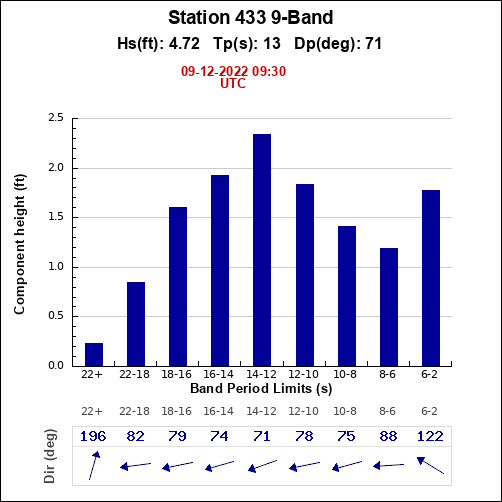 Station 433 9-Band
Hs(ft): 4.72 Tp(s): 13 Dp(deg): 71
09-12-2022 09:30
UTC
Component height (ft)
2.5
2.0
1.5
1.0
0.5
0.0
22+ 22-18 18-16 16-14 14-12 12-10 10-8 8-6 6-2
Band Period Limits (s)
22+ 22-18 18-16 16-14 14-12 12-10 10-8 8-6 6-2
Dir (deg)
196 82 79 74 71 78 75 88 122